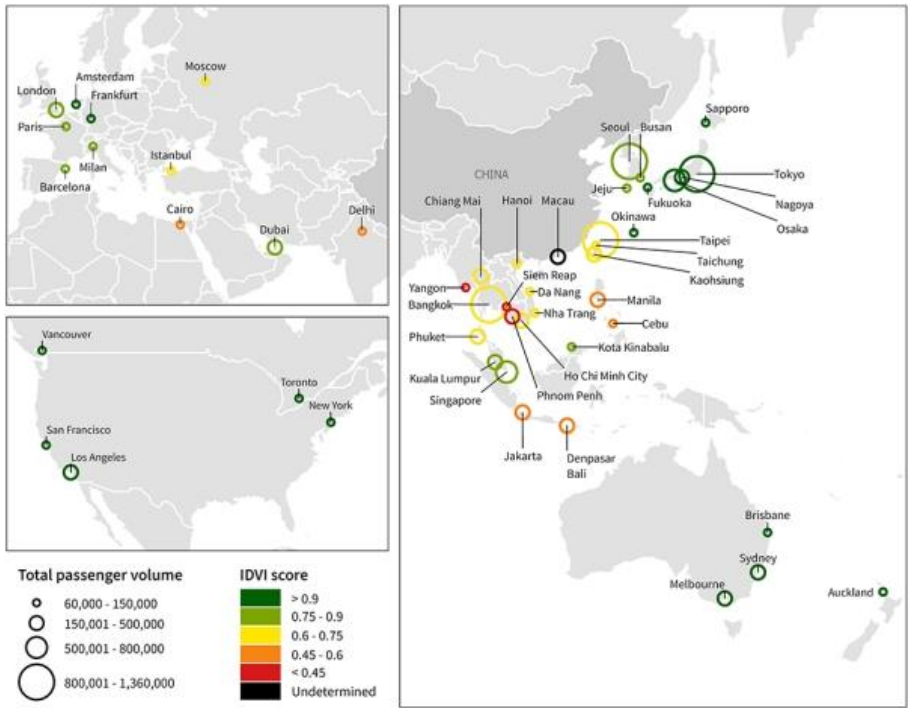 Moscow
Amsterdam
London
Frankfurt
Paris
Istanbul
Milan
Barcelona
Cairo
Dubai
Delhi
Vancouver
Toronto
New York
San Francisco
Los Angeles
Total passenger volume
60,000 - 150,000
150,001 - 500,000
500,001 - 800,000
800,001 - 1,360,000
IDVI score
> 0.9
0.75 - 0.9
0.6 - 0.75
0.45 - 0.6
< 0.45
Undetermined
Sapporo
Seoul
Busan
CHINA
Tokyo
Jeju
Fukuoka
Nagoya
Chiang Mai
Hanoi
Macau
Okinawa
Osaka
Taipei
Taichung
Siem Reap
Kaohsiung
Yangon
Da Nang
Bangkok
Manila
Nha Trang
Cebu
Phuket
Kota Kinabalu
Kuala Lumpur
Ho Chi Minh City
Singapore
Phnom Penh
Jakarta
Denpasar
Bali
Brisbane
Sydney
Melbourne
Auckland